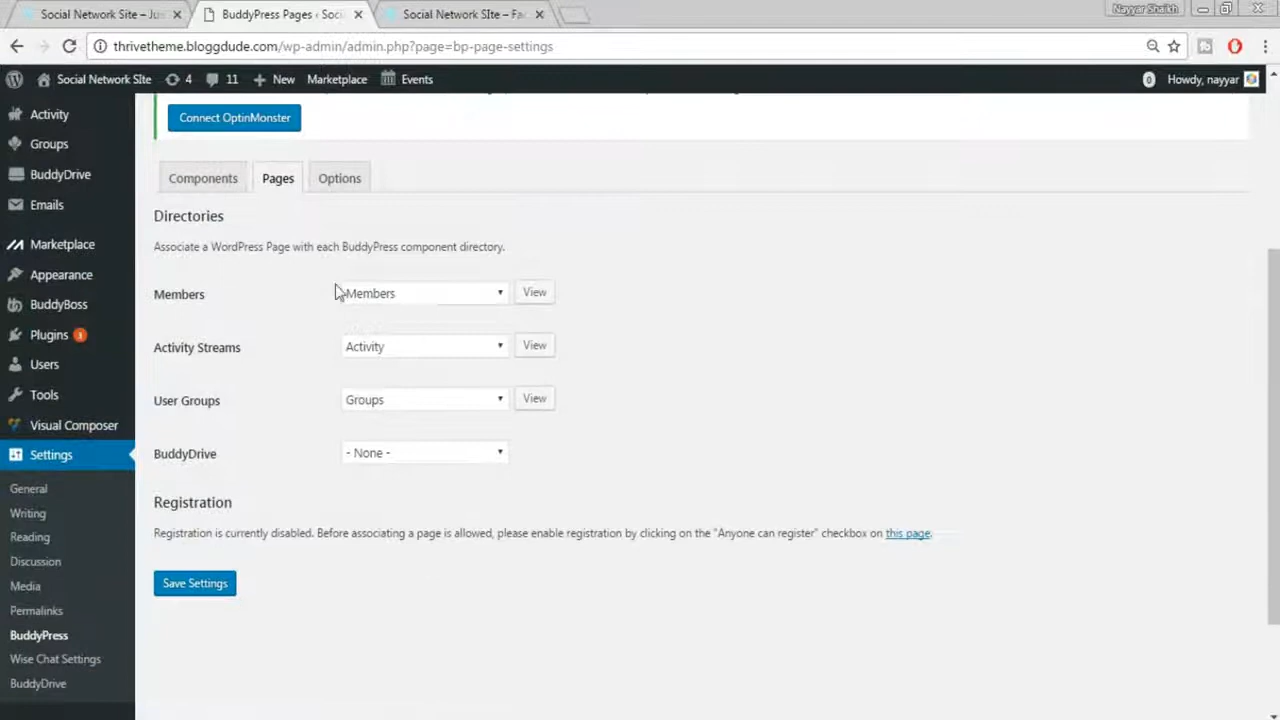 Social Network SIte – Jus
BuddyPress Pages ‹ Soci
Social Network SIte – Fac
Nayyar Shaikh
thrivetheme.bloggdude.com/wp-admin/admin.php?page=bp-page-settings
Social Network SIte 4 11 New Marketplace Events 0 Howdy, nayyar
Activity
Groups
BuddyDrive
Emails
Marketplace
Appearance
BuddyBoss
Plugins
Users
Tools
Visual Composer
Settings
General
Writing
Reading
Discussion
Media
Permalinks
BuddyPress
Wise Chat Settings
BuddyDrive
Connect OptinMonster
Components Pages Options
Directories
Associate a WordPress Page with each BuddyPress component directory.
Members Members View
Activity Streams Activity View
User Groups Groups View
BuddyDrive - None -
Registration
Registration is currently disabled. Before associating a page is allowed, please enable registration by clicking on the "Anyone can register" checkbox on this page.
Save Settings